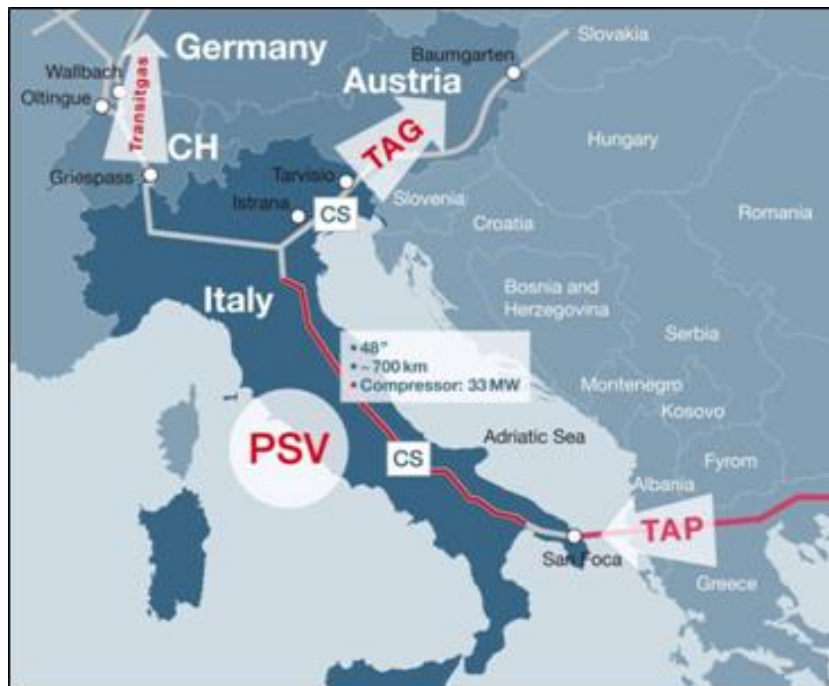 Germany
Slovakia
Baumgarten
Wallbach
Oltingue
Transitgas
Austria
TAG
CH
Hungary
Griespass
Tarvisio
Istrana
CS
Slovenia
Croatia
Romania
Italy
Bosnia and
Herzegovina
Serbia
• 48"
• ~ 700 km
• Compressor: 33 MW
Montenegro
Kosovo
PSV
CS
Adriatic Sea
Fyrom
Albania
TAP
San Foca
Greece